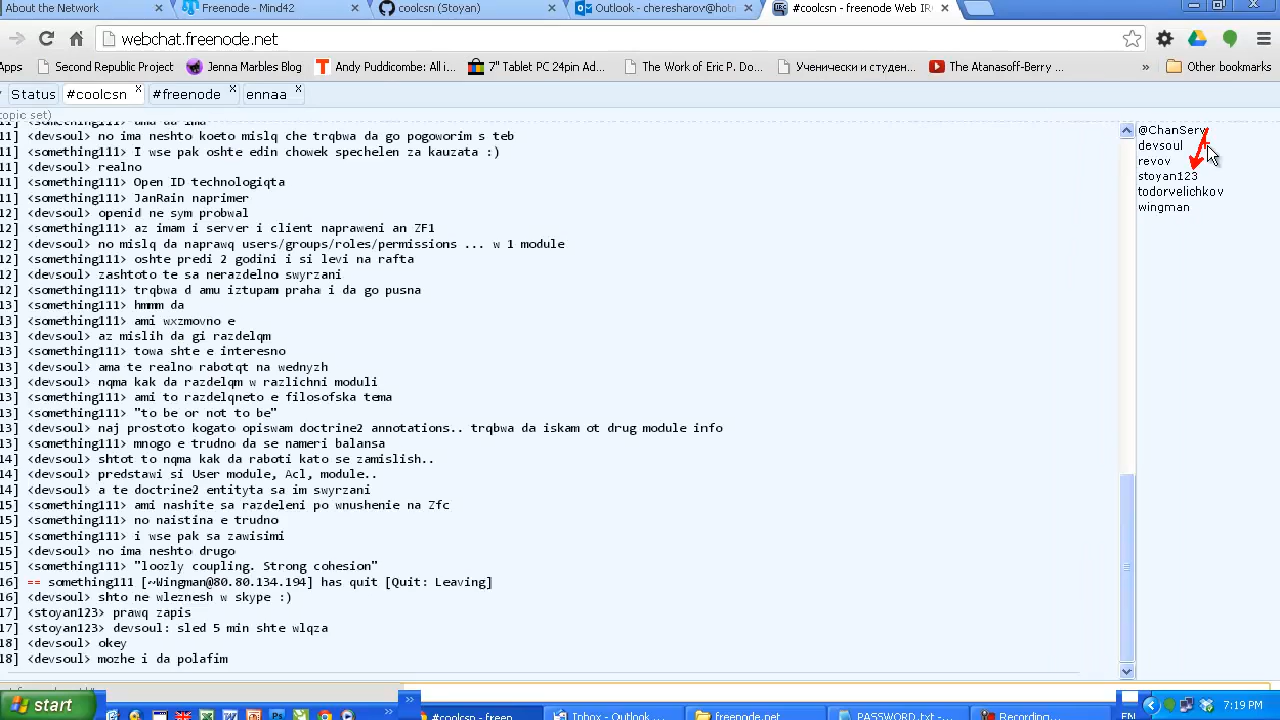 About the Network
Freenode - Mind42
coolcsn (Stoyan)
Outlook - cheresharov@hotm
#coolcsn - freenode Web IR
webchat.freenode.net
Apps
Second Republic Project
Jenna Marbles Blog
Andy Puddicombe: All i...
7" Tablet PC 24pin Ad...
The Work of Eric P. Do...
Ученически и студен...
The Atanasoff-Berry ...
»
Other bookmarks
Status
#coolcsn
#freenode
ennaa
topic set)
11] <devsoul> no ima neshto koeto mislq che trqbwa da go pogoworim s teb
11] <something111> I wse pak oshte edin chowek spechelen za kauzata :)
11] <devsoul> realno
11] <something111> Open ID technologiqta
11] <something111> JanRain naprimer
12] <devsoul> openid ne sym probwal
12] <something111> az imam i server i client napraweni an ZF1
12] <devsoul> no mislq da naprawq users/groups/roles/permissions ... w 1 module
12] <something111> oshte predi 2 godini i si levi na rafta
12] <devsoul> zashtoto te sa nerazdelno swyrzani
12] <something111> trqbwa d amu iztupam praha i da go pusna
13] <something111> hmmm da
13] <something111> ami wxzmovno e
13] <devsoul> az mislih da gi razdelqm
13] <something111> towa shte e interesno
13] <devsoul> ama te realno rabotqt na wednyzh
13] <devsoul> nqma kak da razdelqm w razlichni moduli
13] <something111> ami to razdelqneto e filosofska tema
13] <something111> "to be or not to be"
13] <devsoul> naj prostoto kogato opiswam doctrine2 annotations.. trqbwa da iskam ot drug module info
13] <something111> mnogo e trudno da se nameri balansa
14] <devsoul> shtot to nqma kak da raboti kato se zamislish..
14] <devsoul> predstavi si User module, Acl, module..
14] <devsoul> a te doctrine2 entityta sa im swyrzani
15] <something111> ami nashite sa razdeleni po wnushenie na Zfc
15] <something111> no naistina e trudno
15] <something111> i wse pak sa zawisimi
15] <devsoul> no ima neshto drugo
15] <something111> "loozly coupling. Strong cohesion"
16] == something111 [~Wingman@80.80.134.194] has quit [Quit: Leaving]
16] <devsoul> shto ne wleznesh w skype :)
17] <stoyan123> prawq zapis
17] <stoyan123> devsoul: sled 5 min shte wlqza
18] <devsoul> okey
18] <devsoul> mozhe i da polafim
@ChanServ
devsoul
revov
stoyan123
todorvelichkov
wingman
start
»
»
#coolcsn - freen...
Inbox - Outlook ...
freenode.net
PASSWORD.txt -...
Recording...
EN
7:19 PM